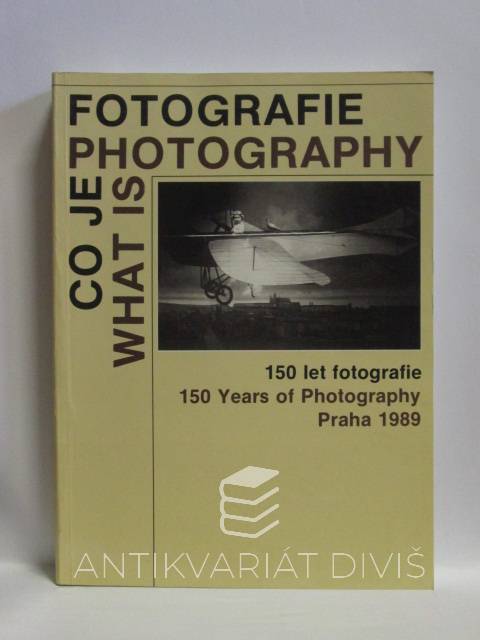 FOTOGRAFIE
PHOTOGRAPHY
CO JE
WHAT IS
150 let fotografie
150 Years of Photography
Praha 1989
ANTIKVARIÁT DIVIŠ